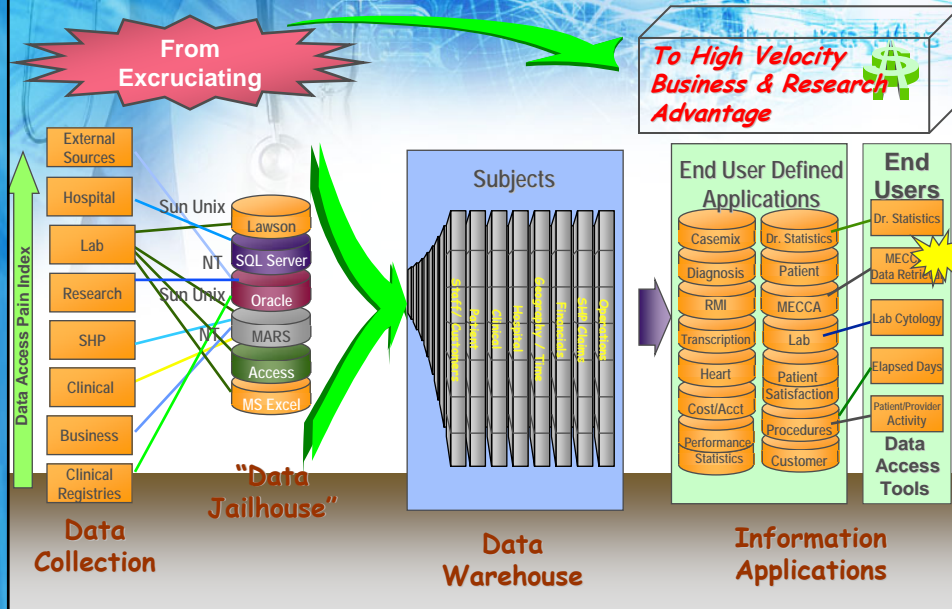 From
Excruciating
To High Velocity
Business & Research
Advantage
Data Access Pain Index
External
Sources
Hospital
Lab
Research
SHP
Clinical
Business
Clinical
Registries
Data
Collection
Sun Unix
NT
Sun Unix
NT
Lawson
SQL Server
Oracle
MARS
Access
MS Excel
"Data
Jailhouse"
Subjects
Staff/ Customers
Patient
Clinical
Hospital
Geography / Time
Financials
SHP Claims
Operations
Data
Warehouse
End User Defined
Applications
Casemix
Diagnosis
RMI
Transcription
Heart
Cost/Acct
Performance
Statistics
Dr. Statistics
Patient
MECCA
Lab
Patient
Satisfaction
Procedures
Customer
End
Users
Dr. Statistics
Data
Lab Cytology
Elapsed Days
Patient/Provider
Activity
Data
Access
Tools
Information
Applications